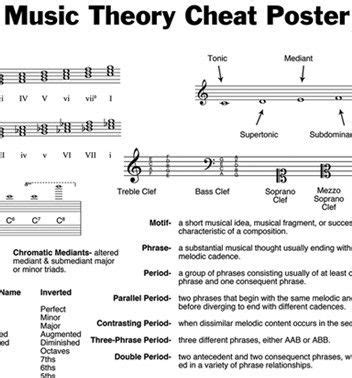 Music Theory Cheat Poster
Tonic
Mediant
Supertonic
Subdomina
ii IV V vi vii° I
iv V VI VII i
Treble Clef
Bass Clef
Soprano
Clef
Mezzo
Soprano
Clef
C⁶ C⁷ C⁸
Chromatic Mediants- altered
mediant & submediant major
or minor triads.
Name
Inverted
Perfect
Minor
Major
Augmented
Diminished
Octaves
7ths
6ths
5ths
Motif- a short musical idea, musical fragment, or succes
characteristic of a composition.
Phrase- a substantial musical thought usually ending with
melodic cadence.
Period- a group of phrases consisting usually of at least o
phrase and one consequent phrase.
Parallel Period- two phrases that begin with the same melodic and
before diverging to end with different cadences.
Contrasting Period- when dissimilar melodic content occurs in the sec
Three-Phrase Period- three different phrases, either AAB or ABB.
Double Period- two antecedent and two consequent phrases, wh
ed in a variety of phrase relationships.